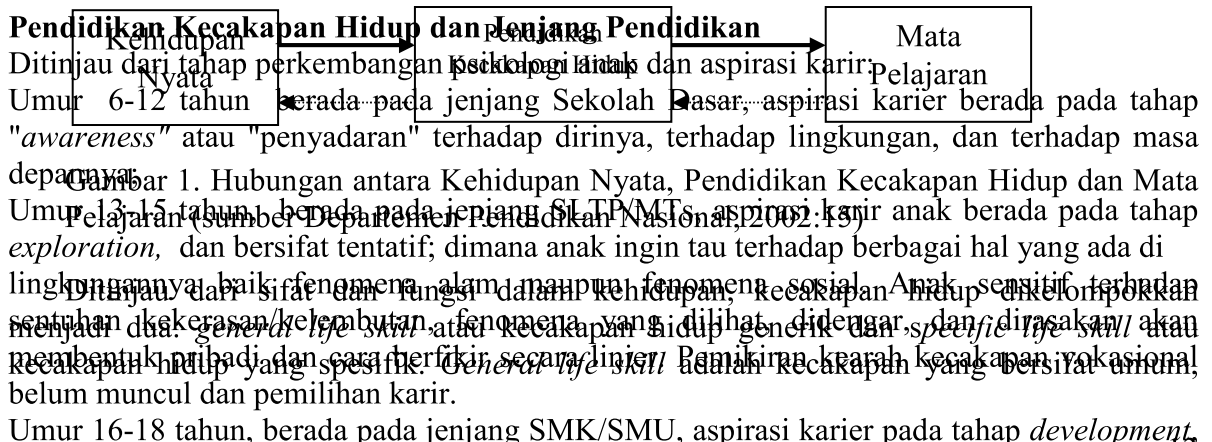 Pendidikan Kecakapan Hidup dan Jenjang Pendidikan
Kehidupan Nyata
Pendidikan Kecakapan Hidup
Mata Pelajaran
Ditinjau dari tahap perkembangan psikologi anak dan aspirasi karir:
Umur 6-12 tahun berada pada jenjang Sekolah Dasar, aspirasi karier berada pada tahap
"awareness" atau "penyadaran" terhadap dirinya, terhadap lingkungan, dan terhadap masa
depannya;
Gambar 1. Hubungan antara Kehidupan Nyata, Pendidikan Kecakapan Hidup dan Mata
Pelajaran (sumber Departemen Pendidikan Nasional, 2002:15)
Umur 13-15 tahun, berada pada jenjang SLTP/MTs, aspirasi karir anak berada pada tahap
exploration, dan bersifat tentatif; dimana anak ingin tau terhadap berbagai hal yang ada di
lingkungannya baik fenomena alam maupun fenomena sosial. Anak sensitif terhadap
sentuhan kekerasan/kelembutan, fenomena yang dilihat, didengar, dan dirasakan akan
membentuk pribadi dan cara berfikir secara linier. Pemikiran kearah kecakapan vokasional
belum muncul dan pemilihan karir.
Ditinjau dari sifat dan fungsi dalam kehidupan, kecakapan hidup dikelompokkan
menjadi dua: general life skill atau kecakapan hidup generik dan specific life skill atau
kecakapan hidup yang spesifik. General life skill adalah kecakapan yang bersifat umum,
Umur 16-18 tahun, berada pada jenjang SMK/SMU, aspirasi karier pada tahap development,